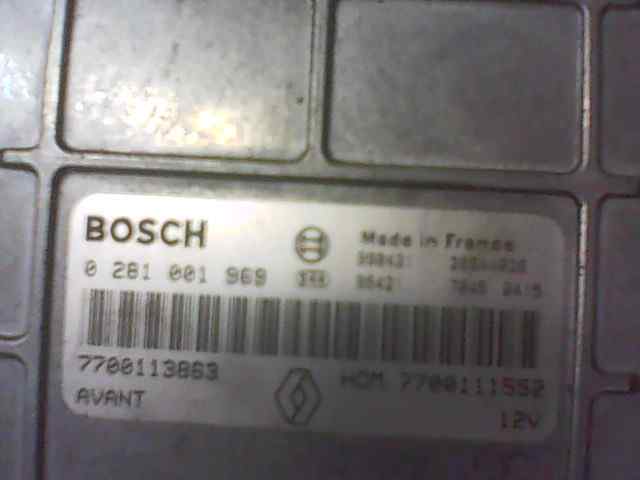 BOSCH
Made in France
0 281 001 969
7700113863
HOM 7700111552
AVANT
12V